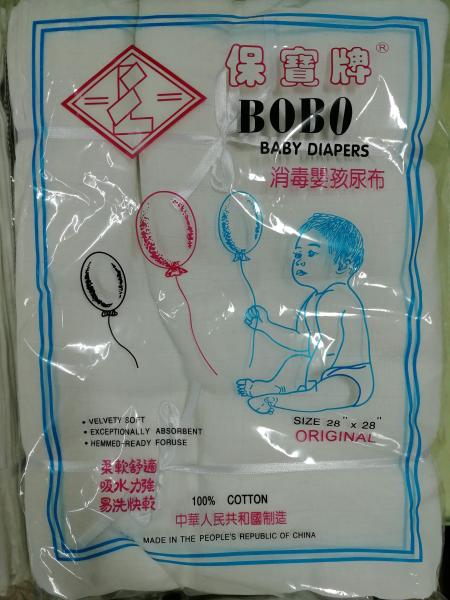 保寶牌®
BOBO
BABY DIAPERS
消毒嬰孩尿布
• VELVETY SOFT
• EXCEPTIONALLY ABSORBENT
• HEMMED-READY FORUSE
SIZE 28" x 28"
ORIGINAL
柔軟舒適
吸水力強
易洗快乾
100% COTTON
中華人民共和國制造
MADE IN THE PEOPLE'S REPUBLIC OF CHINA